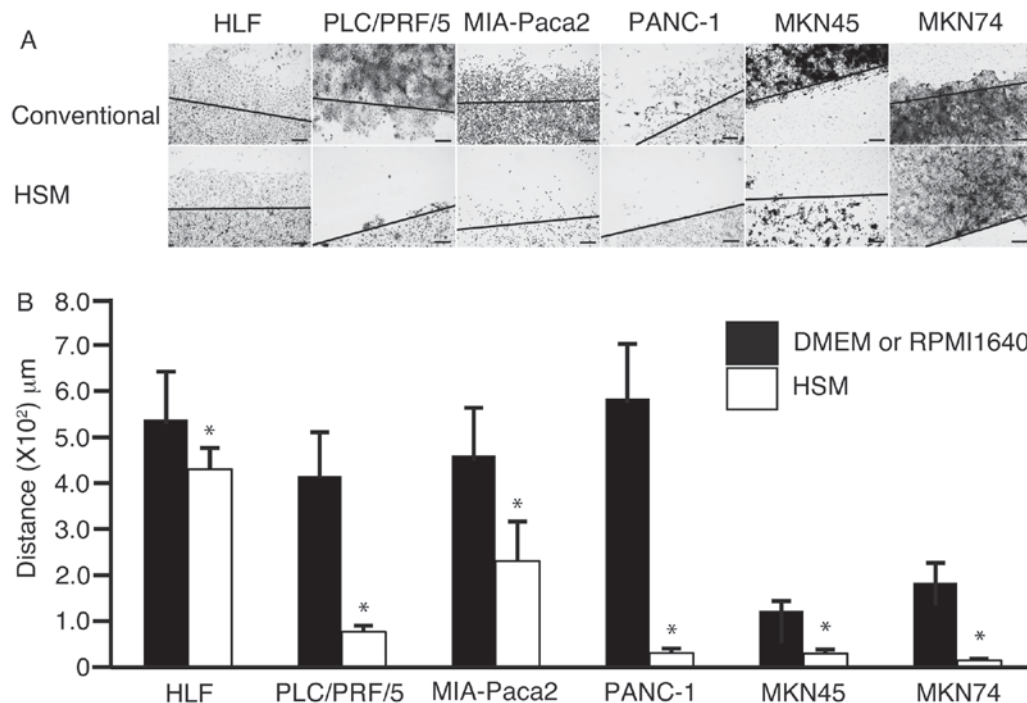 HLF PLC/PRF/5 MIA-Paca2 PANC-1 MKN45 MKN74
A
Conventional
HSM
B
8.0
7.0
6.0
5.0
4.0
3.0
2.0
1.0
0
Distance (X10²) μm
DMEM or RPMI1640
HSM
*
*
*
*
*
*
HLF PLC/PRF/5 MIA-Paca2 PANC-1 MKN45 MKN74